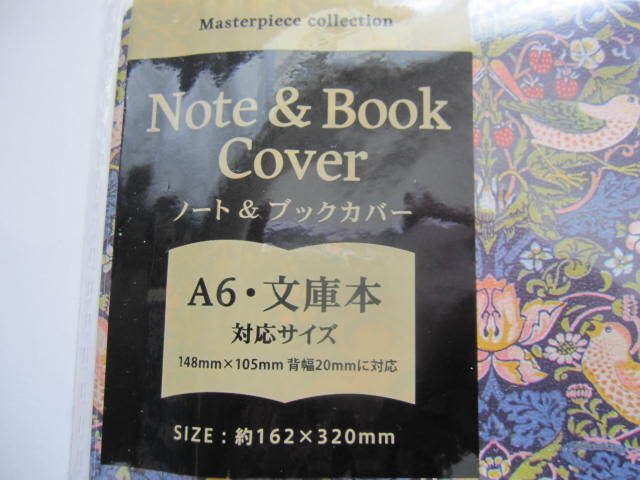 Masterpiece collection
Note & Book
Cover
ノート & ブックカバー
A6・文庫本
対応サイズ
148mm×105mm 背幅20mmに対応
SIZE : 約162×320mm